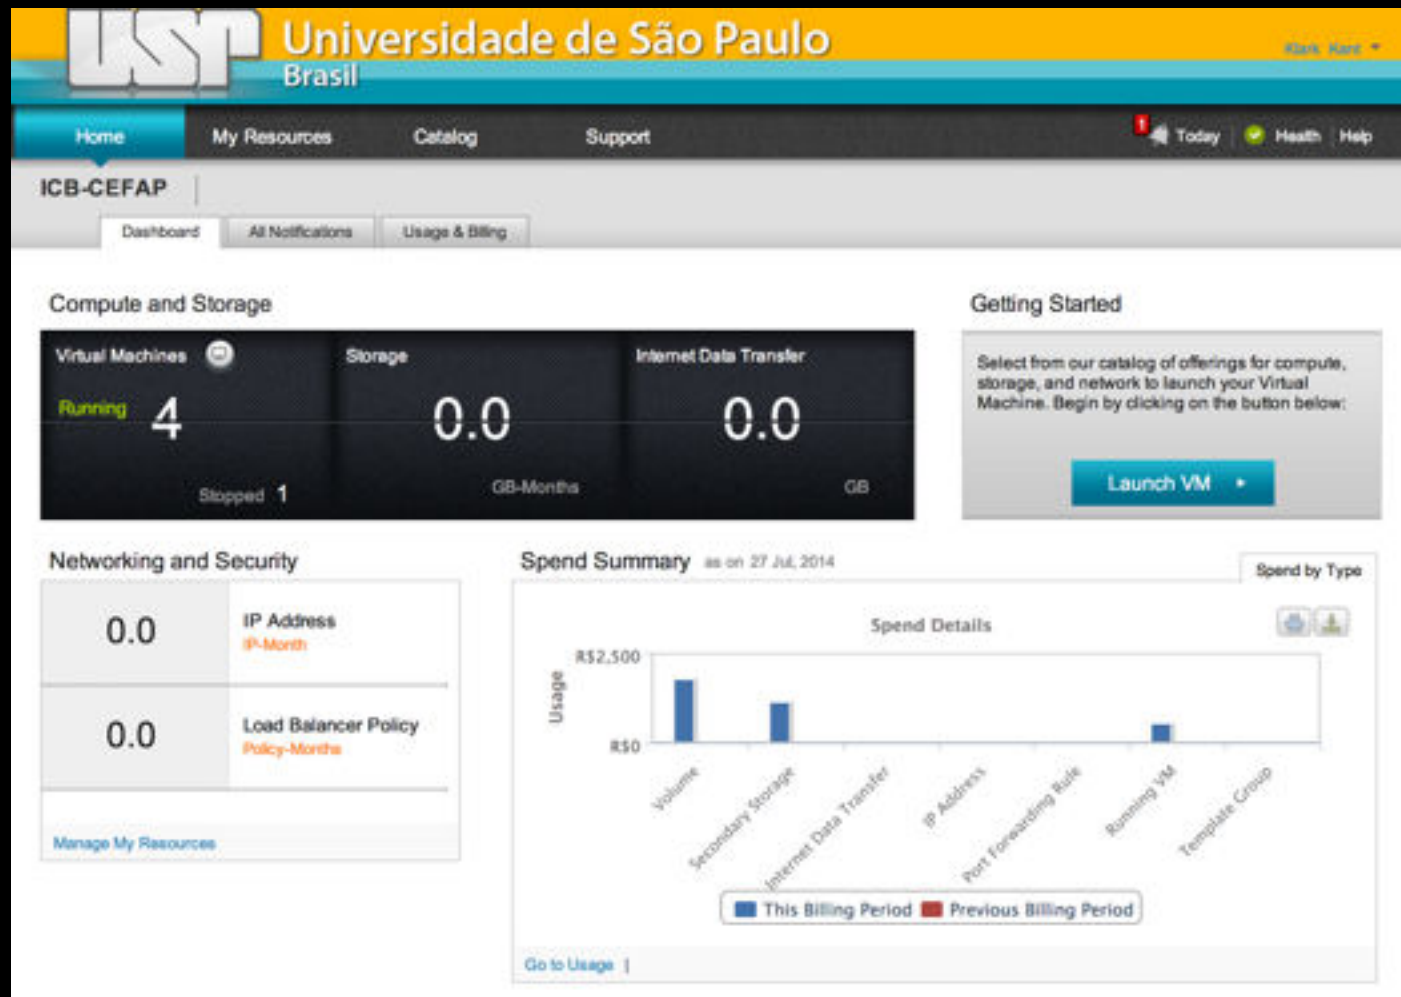 USP Universidade de São Paulo
Brasil
Klark Kant
Home My Resources Catalog Support 1 Today Health Help
ICB-CEFAP
Dashboard All Notifications Usage & Billing
Compute and Storage
Virtual Machines Storage Internet Data Transfer
Running 4 0.0 0.0
Stopped 1 GB-Months GB
Getting Started
Select from our catalog of offerings for compute,
storage, and network to launch your Virtual
Machine. Begin by clicking on the button below:
Launch VM
Networking and Security
0.0 IP Address
IP-Month
0.0 Load Balancer Policy
Policy-Months
Manage My Resources
Spend Summary as on 27 Jul, 2014
Spend by Type
Spend Details
R$2,500
Usage
R$0
Volume
Secondary Storage
Internet Data Transfer
IP Address
Port Forwarding Rule
Running VM
Template Group
This Billing Period Previous Billing Period
Go to Usage |